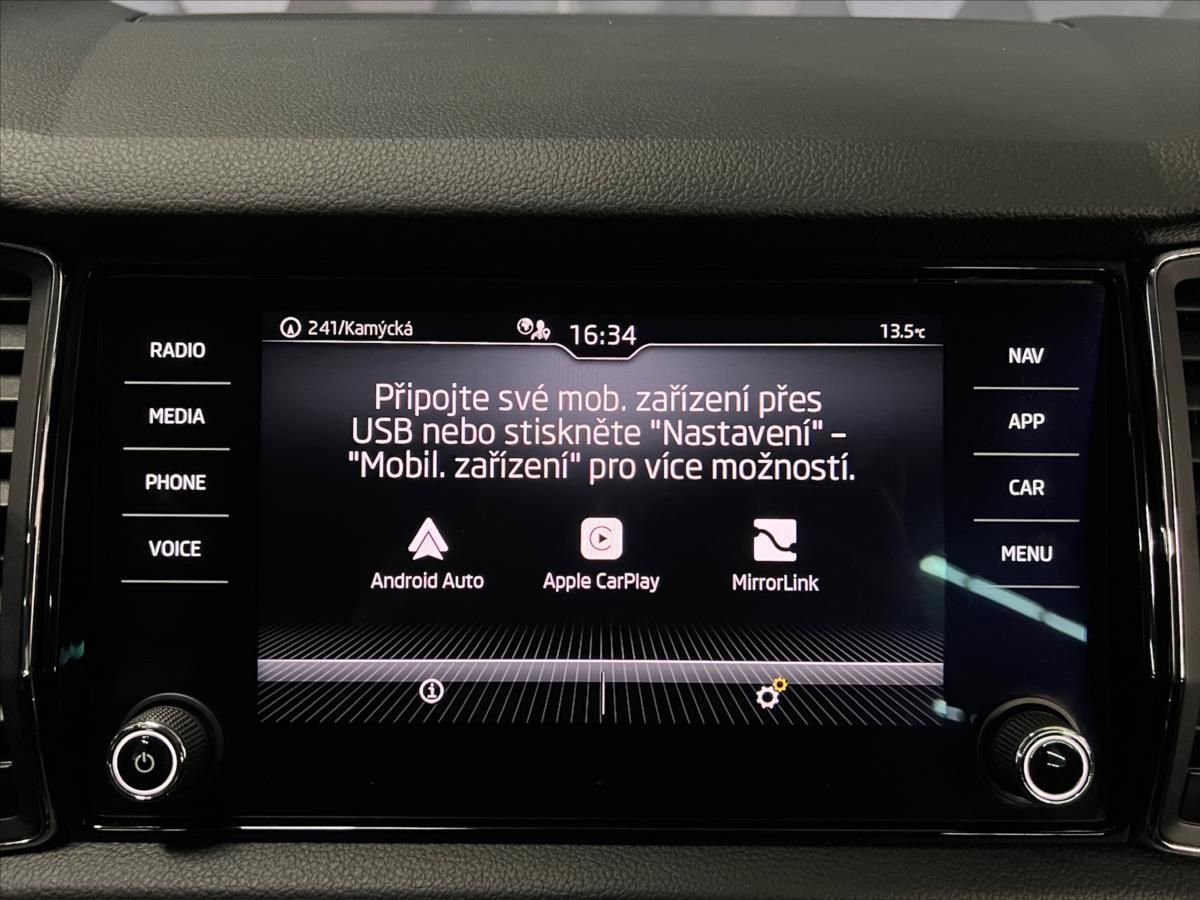 241/Kamýcká
16:34
13.5°C
RADIO
MEDIA
PHONE
VOICE
Připojte své mob. zařízení přes
USB nebo stiskněte "Nastavení" –
"Mobil. zařízení" pro více možností.
Android Auto
Apple CarPlay
MirrorLink
NAV
APP
CAR
MENU